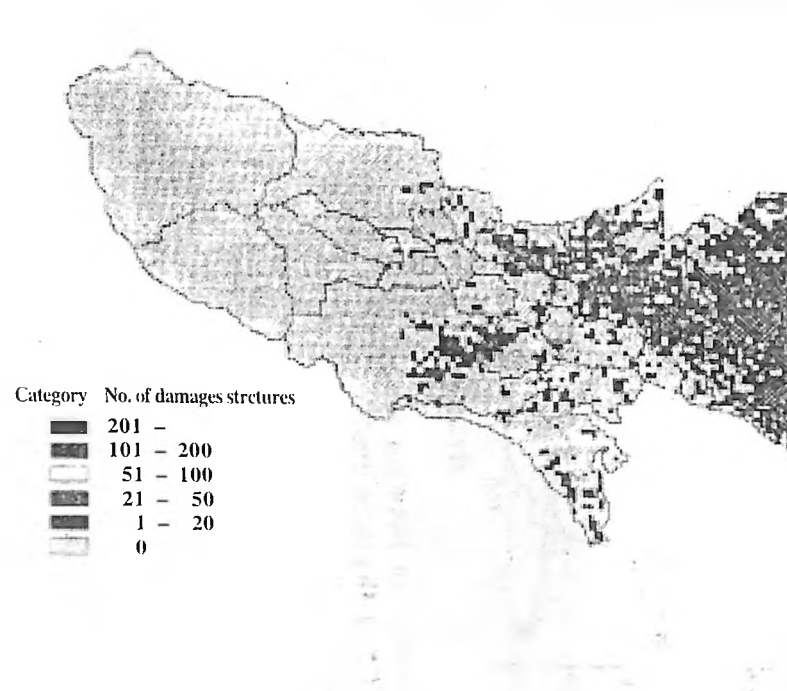 Category No. of damages strctures
201 –
101 – 200
51 – 100
21 – 50
1 – 20
0